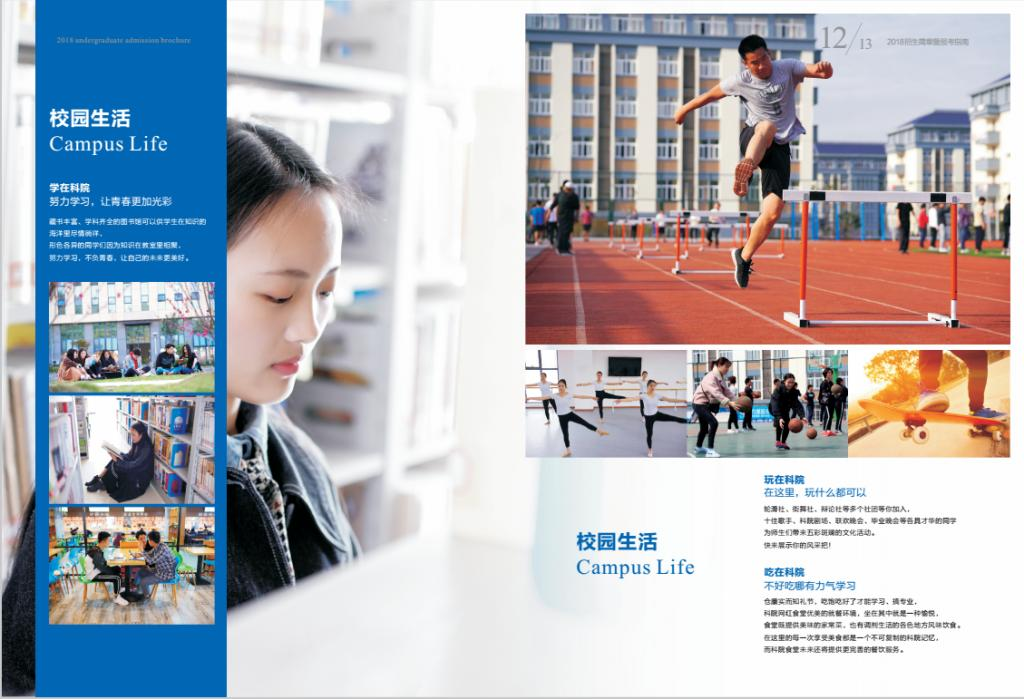 2018 undergraduate admission brochure
校园生活
Campus Life
学在科院
努力学习，让青春更加光彩
藏书丰富、学科齐全的图书馆可以供学生在知识的
海洋里尽情徜徉，
形色各异的同学们因为知识在教室里相聚，
努力学习，不负青春，让自己的未来更美好。
12/13
2018招生简章暨报考指南
校园生活
Campus Life
玩在科院
在这里，玩什么都可以
轮滑社、街舞社、辩论社等多个社团等你加入，
十佳歌手、科院剧场、联欢晚会、毕业晚会等各具才华的同学
为师生们带来五彩斑斓的文化活动。
快来展示你的风采把！
吃在科院
不好吃哪有力气学习
仓廪实而知礼节，吃饱吃好了才能学习、搞专业，
科院网红食堂优美的就餐环境，坐在其中就是一种愉悦，
食堂既提供美味的家常菜，也有调剂生活的各色地方风味饮食。
在这里的每一次享受美食都是一个不可复制的科院记忆，
而科院食堂未来还将提供更完善的餐饮服务。